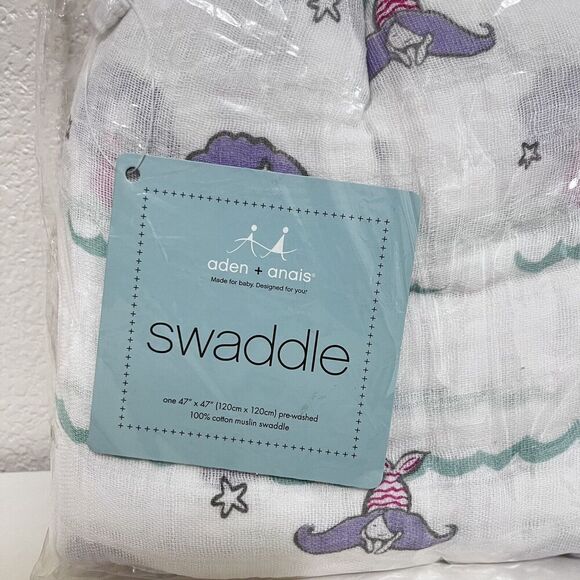 aden + anais®
Made for baby. Designed for your
swaddle
one 47" x 47" (120cm x 120cm) pre-washed
100% cotton muslin swaddle